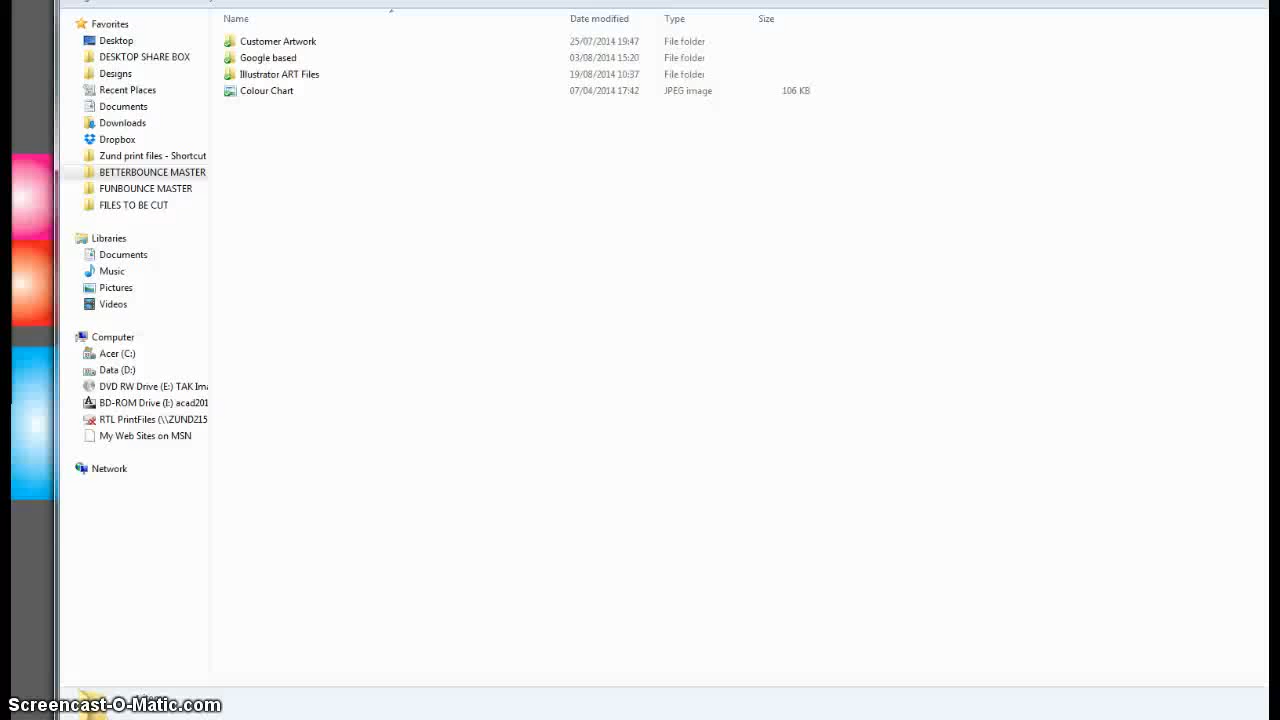 Favorites
Desktop
DESKTOP SHARE BOX
Designs
Recent Places
Documents
Downloads
Dropbox
Zund print files - Shortcut
BETTERBOUNCE MASTER
FUNBOUNCE MASTER
FILES TO BE CUT
Libraries
Documents
Music
Pictures
Videos
Computer
Acer (C:)
Data (D:)
DVD RW Drive (E:) TAK Ima
BD-ROM Drive (I:) acad201
RTL PrintFiles (\\ZUND215
My Web Sites on MSN
Network
Name Date modified Type Size
Customer Artwork 25/07/2014 19:47 File folder
Google based 03/08/2014 15:20 File folder
Illustrator ART Files 19/08/2014 10:37 File folder
Colour Chart 07/04/2014 17:42 JPEG image 106 KB
Screencast-O-Matic.com